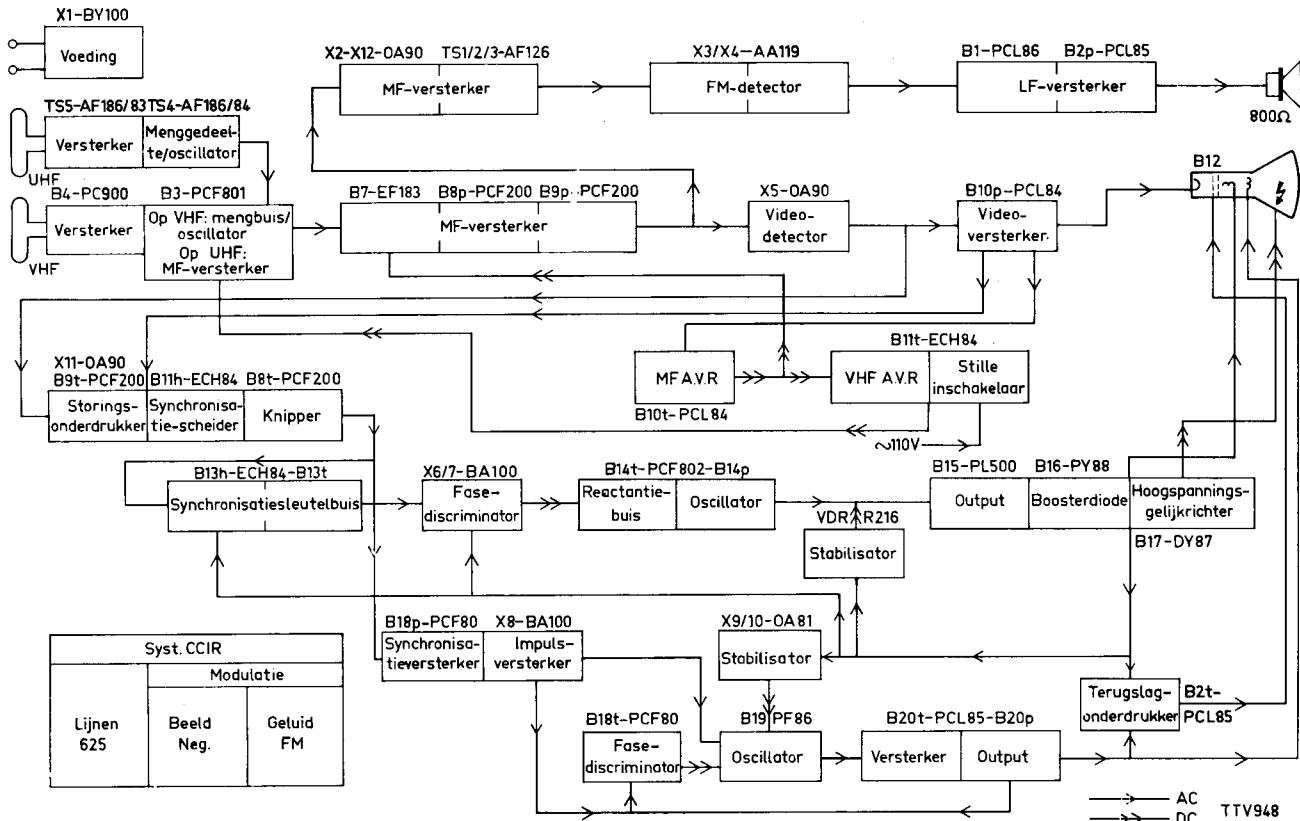 X1-BY100
Voeding
X2-X12-OA90
TS1/2/3-AF126
MF-versterker
X3/X4-AA119
FM-detector
B1-PCL86
B2p-PCL85
LF-versterker
800Ω
TS5-AF186/83
TS4-AF186/84
Versterker
Menggedeel-
te/oscillator
UHF
B4-PC900
B3-PCF801
Versterker
Op VHF: mengbuis/
oscillator
Op UHF:
MF-versterker
VHF
B7-EF183
B8p-PCF200
B9p-PCF200
MF-versterker
X5-OA90
Video-
detector
B10p-PCL84
Video-
versterker
B12
B11t-ECH84
MF A.V.R
VHF A.V.R
Stille
inschakelaar
B10t-PCL84
~110V
X11-OA90
B9t-PCF200
B11h-ECH84
B8t-PCF200
Storings-
onderdrukker
Synchronisa-
tie-scheider
Knipper
B13h-ECH84-B13t
Synchronisatiesleutelbuis
X6/7-BA100
Fase-
discriminator
B14t-PCF802-B14p
Reactantie-
buis
Oscillator
VDR R216
Stabilisator
B15-PL500
B16-PY88
Output
Boosterdiode
Hoogspannings-
gelijkrichter
B17-DY87
B18p-PCF80
X8-BA100
Synchronisa-
tieversterker
Impuls-
versterker
X9/10-OA81
Stabilisator
Terugslag-
onderdrukker
B2t-
PCL85
B18t-PCF80
Fase-
discriminator
B19 PF86
Oscillator
B20t-PCL85-B20p
Versterker
Output
Syst. CCIR
Modulatie
Lijnen
625
Beeld
Neg.
Geluid
FM
AC
DC
TTV948